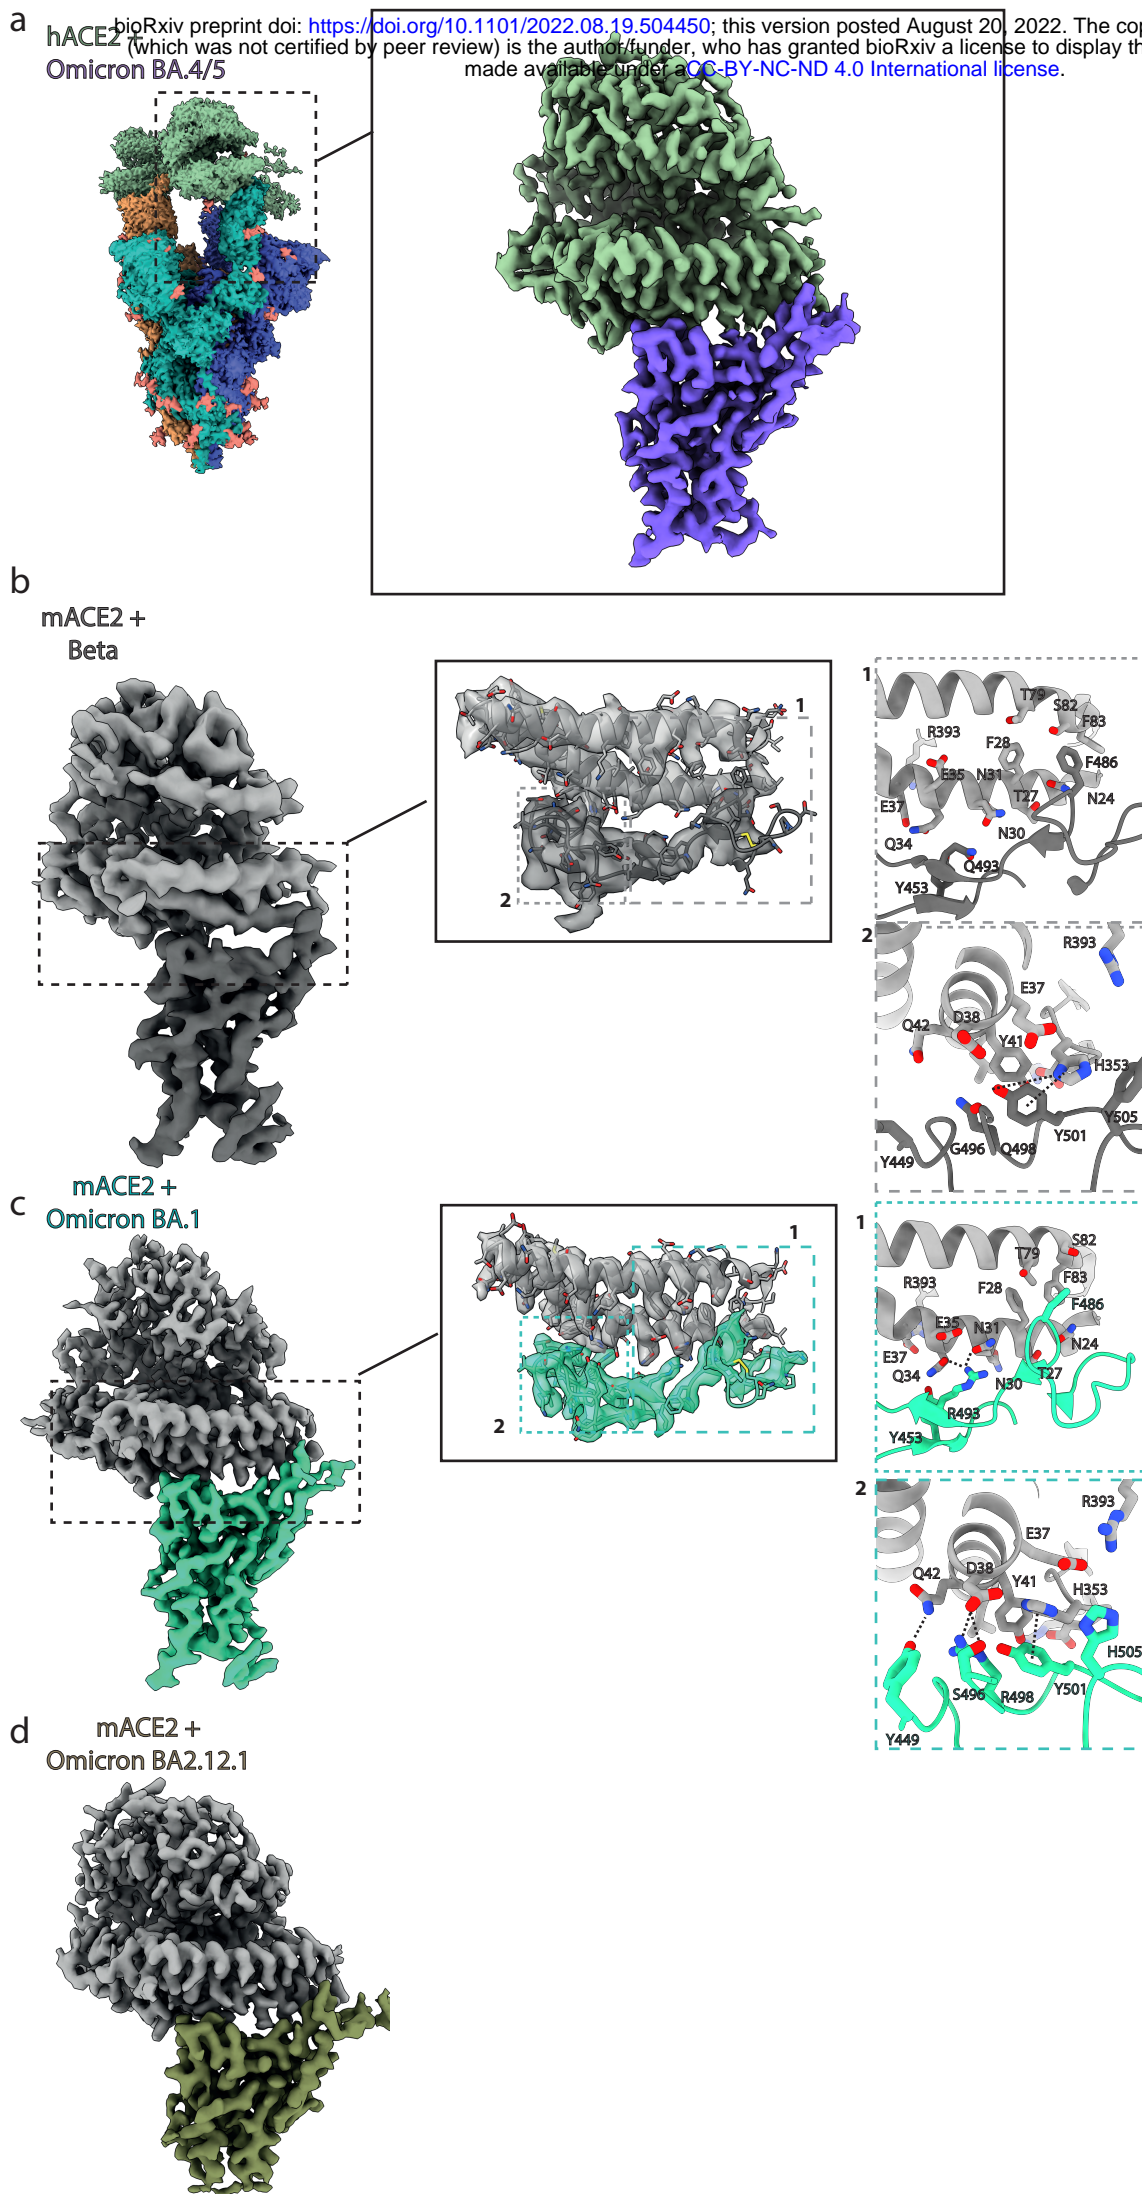 a
bioRxiv preprint doi: https://doi.org/10.1101/2022.08.19.504450; this version posted August 20, 2022. The cop
(which was not certified by peer review) is the author/funder, who has granted bioRxiv a license to display th
made available under aCC-BY-NC-ND 4.0 International license.
hACE2 +
Omicron BA.4/5
b
mACE2 +
Beta
1
2
1
T79
S82
F83
R393
F28
F486
E35
N31
E37
T27
N24
Q34
N30
Q493
Y453
2
R393
E37
Q42
D38
Y41
H353
Y505
G496
Q498
Y501
Y449
c
mACE2 +
Omicron BA.1
1
2
1
S82
T79
R393
F28
F83
F486
E35
N31
E37
N24
Q34
N30
T27
R493
Y453
2
R393
E37
Q42
D38
Y41
H353
H505
S496
R498
Y501
Y449
d
mACE2 +
Omicron BA2.12.1